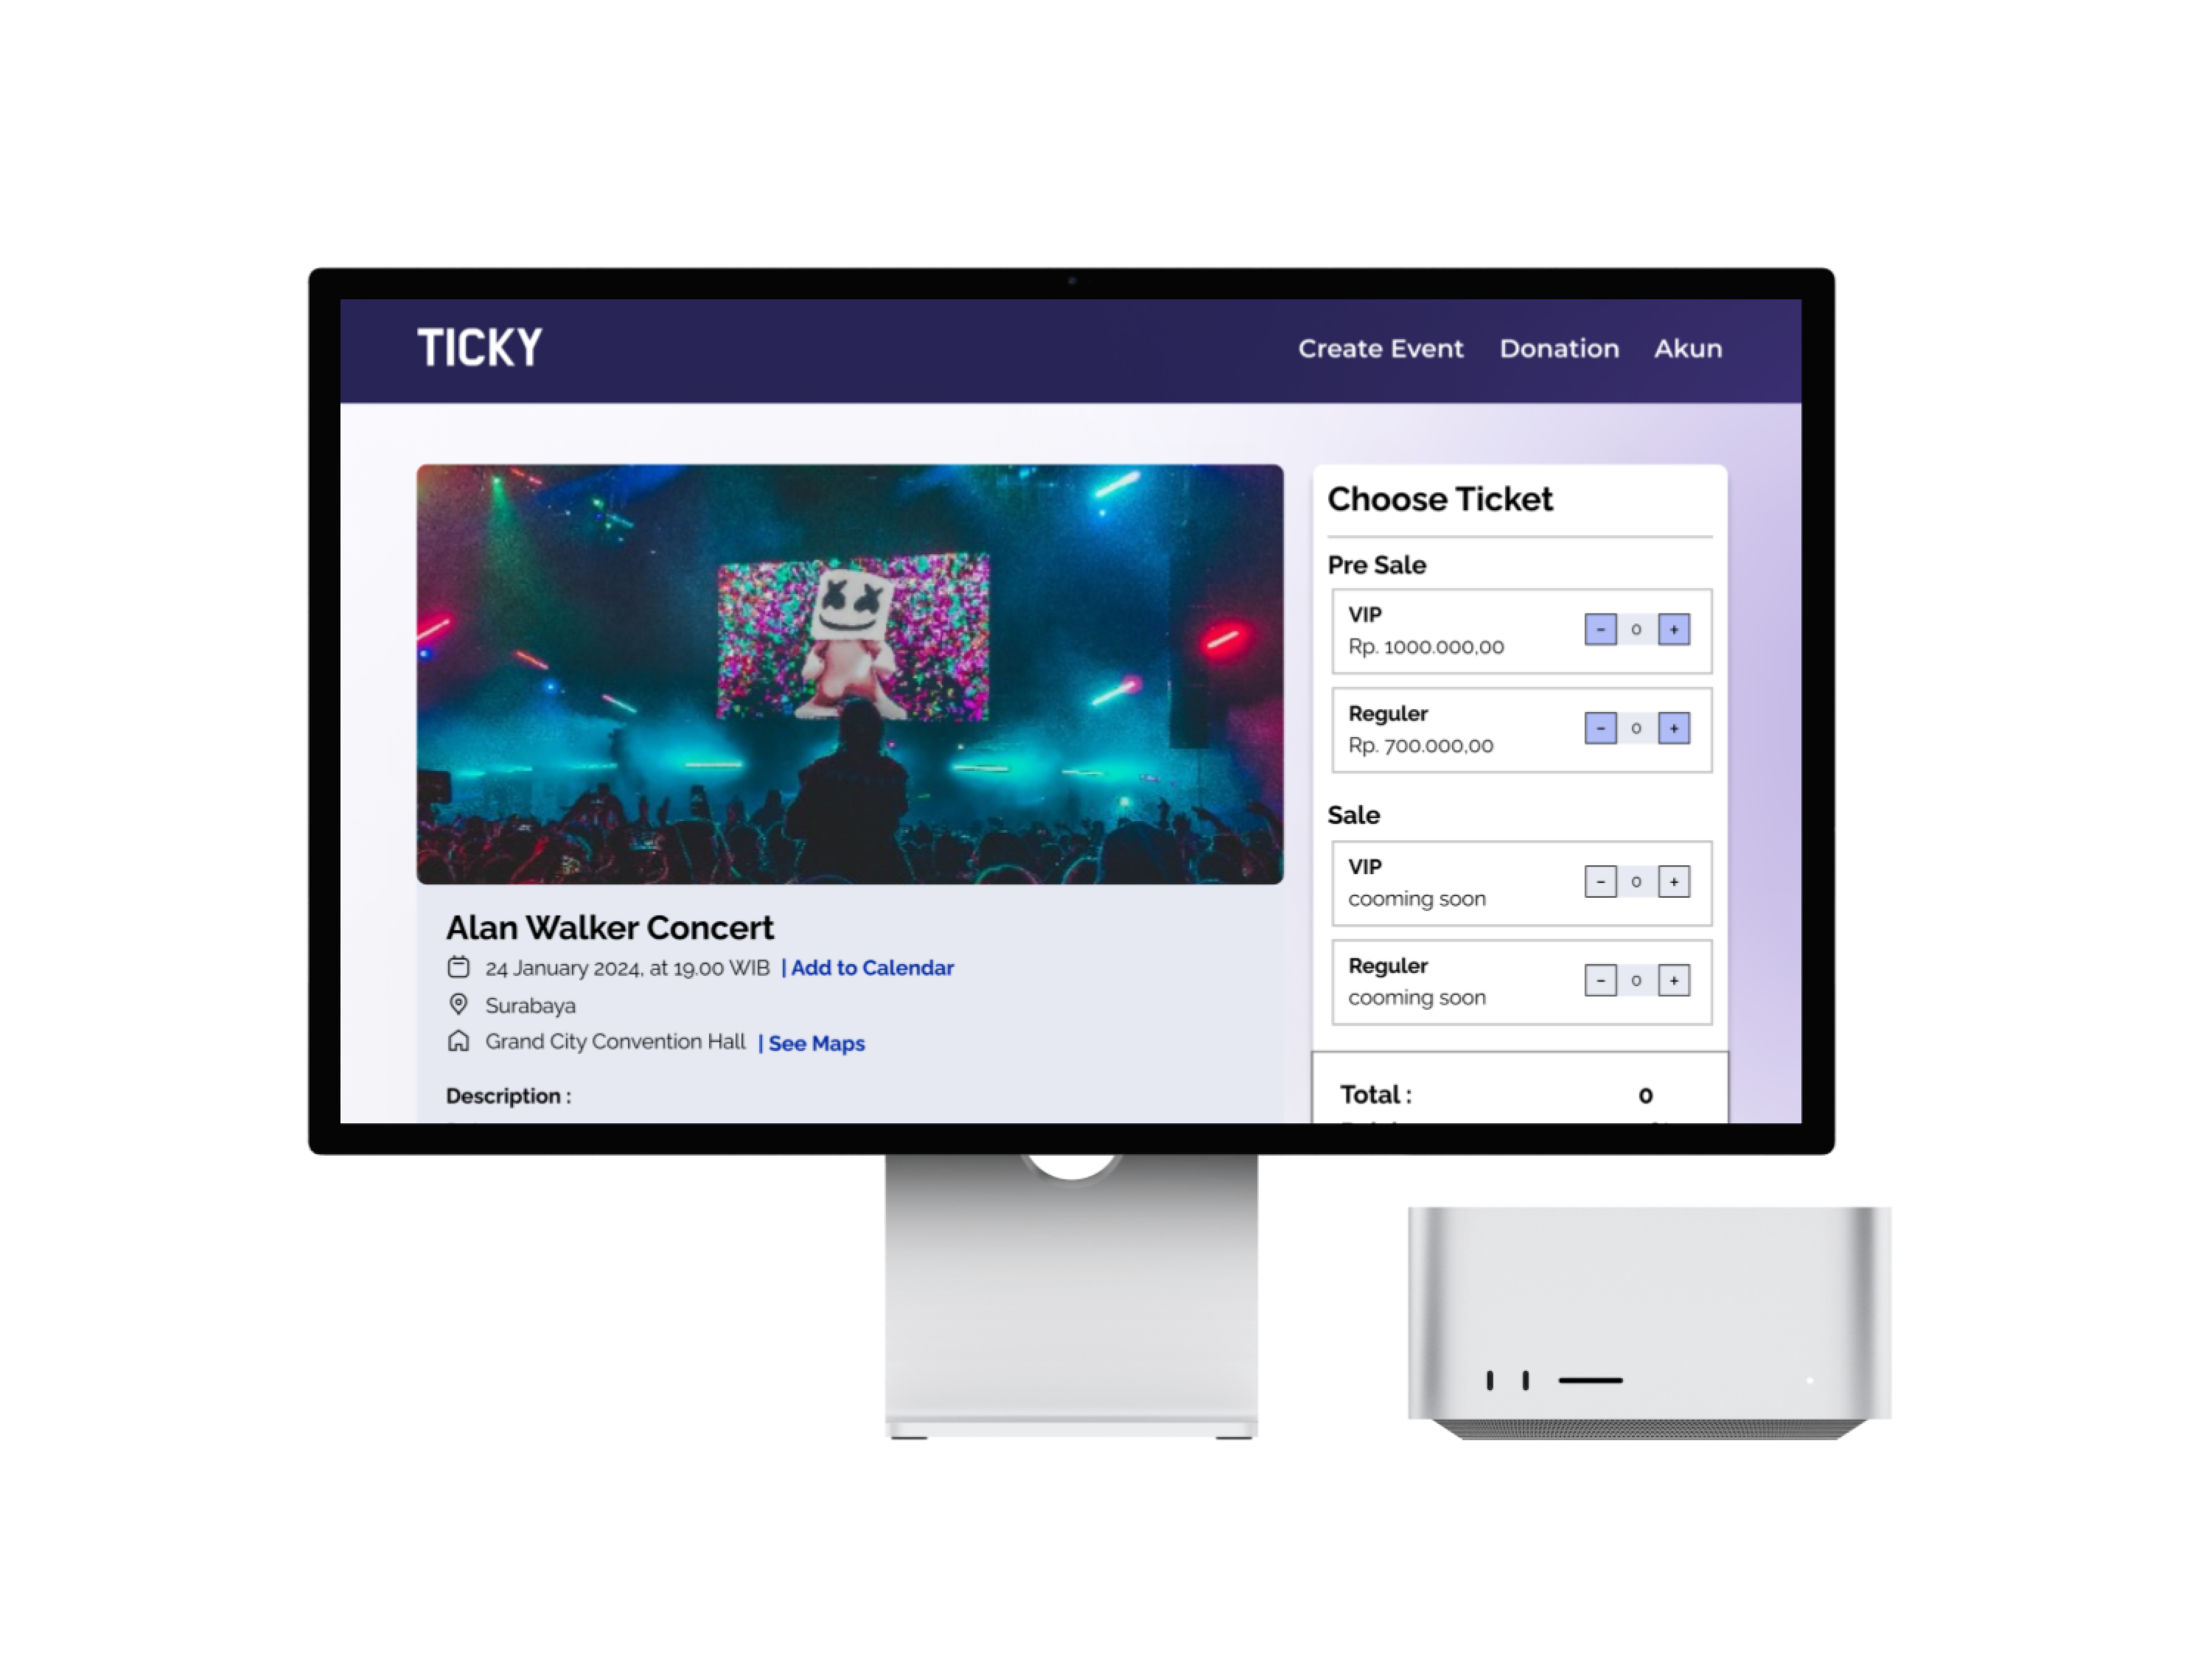 TICKY
Create Event Donation Akun
Alan Walker Concert
24 January 2024, at 19.00 WIB | Add to Calendar
Surabaya
Grand City Convention Hall | See Maps
Description :
Choose Ticket
Pre Sale
VIP
Rp. 1000.000,00
- 0 +
Reguler
Rp. 700.000,00
- 0 +
Sale
VIP
cooming soon
- 0 +
Reguler
cooming soon
- 0 +
Total : 0